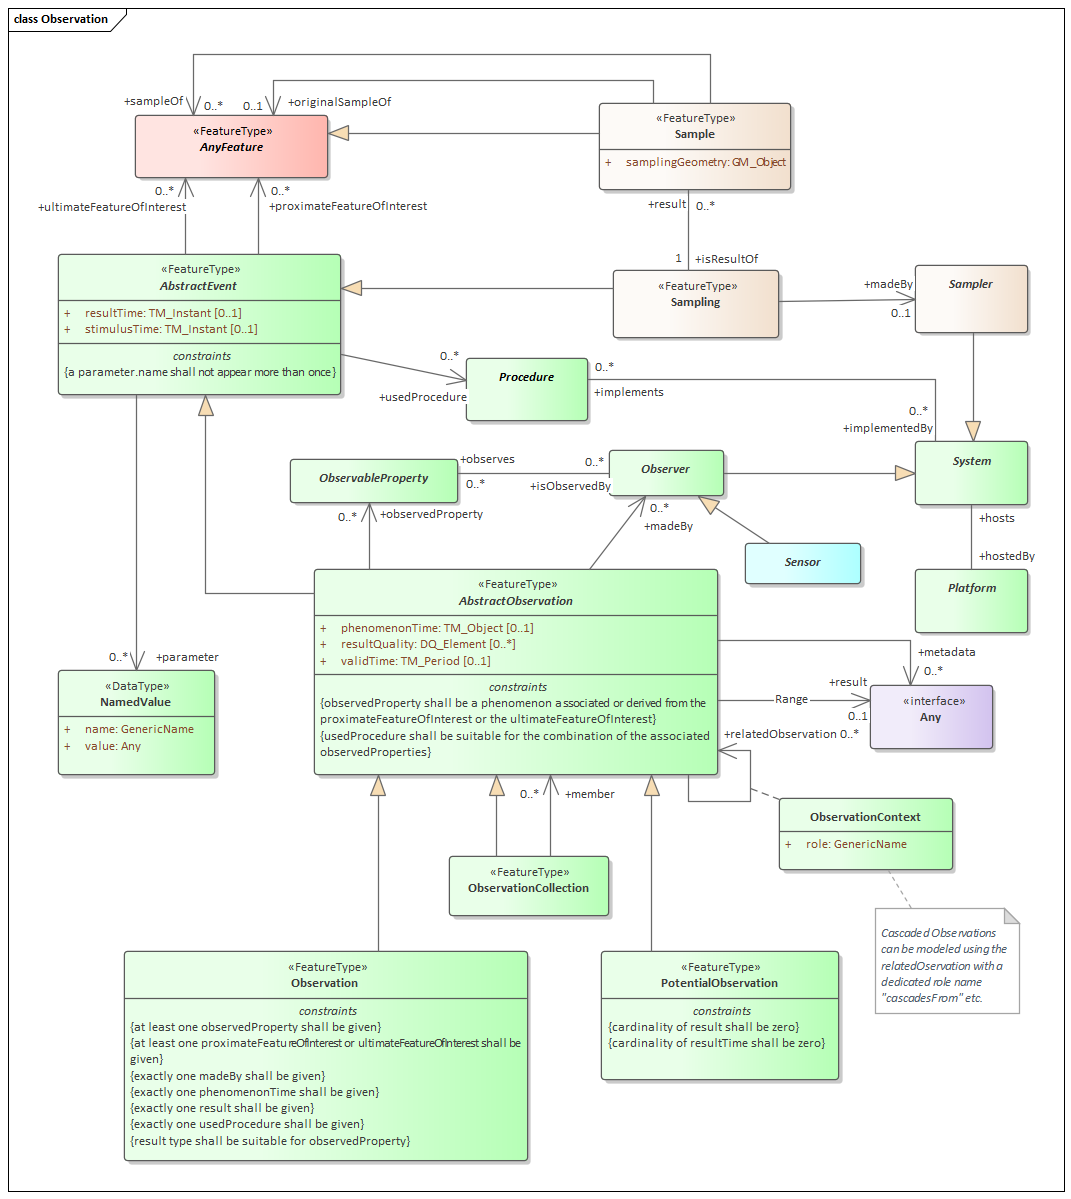 class Observation
+sampleOf
0..*
0..1
+originalSampleOf
«FeatureType»
AnyFeature
«FeatureType»
Sample
+ samplingGeometry: GM_Object
0..*
0..*
+ultimateFeatureOfInterest
+proximateFeatureOfInterest
+result
0..*
1
+isResultOf
«FeatureType»
AbstractEvent
+ resultTime: TM_Instant [0..1]
+ stimulusTime: TM_Instant [0..1]
constraints
{a parameter.name shall not appear more than once}
«FeatureType»
Sampling
+madeBy
0..1
Sampler
0..*
+usedProcedure
Procedure
0..*
+implements
0..*
+implementedBy
System
ObservableProperty
+observes
0..*
0..*
+isObservedBy
Observer
0..*
+observedProperty
0..*
+madeBy
Sensor
+hosts
+hostedBy
Platform
«FeatureType»
AbstractObservation
+ phenomenonTime: TM_Object [0..1]
+ resultQuality: DQ_Element [0..*]
+ validTime: TM_Period [0..1]
constraints
{observedProperty shall be a phenomenon associated or derived from the
proximateFeatureOfInterest or the ultimateFeatureOfInterest}
{usedProcedure shall be suitable for the combination of the associated
observedProperties}
0..*
+parameter
«DataType»
NamedValue
+ name: GenericName
+ value: Any
+metadata
0..*
+result
Range
0..1
«interface»
Any
+relatedObservation 0..*
0..*
+member
ObservationContext
+ role: GenericName
«FeatureType»
ObservationCollection
Cascaded Observations
can be modeled using the
relatedOservation with a
dedicated role name
"cascadesFrom" etc.
«FeatureType»
Observation
constraints
{at least one observedProperty shall be given}
{at least one proximateFeatureOfInterest or ultimateFeatureOfInterest shall be
given}
{exactly one madeBy shall be given}
{exactly one phenomenonTime shall be given}
{exactly one result shall be given}
{exactly one usedProcedure shall be given}
{result type shall be suitable for observedProperty}
«FeatureType»
PotentialObservation
constraints
{cardinality of result shall be zero}
{cardinality of resultTime shall be zero}